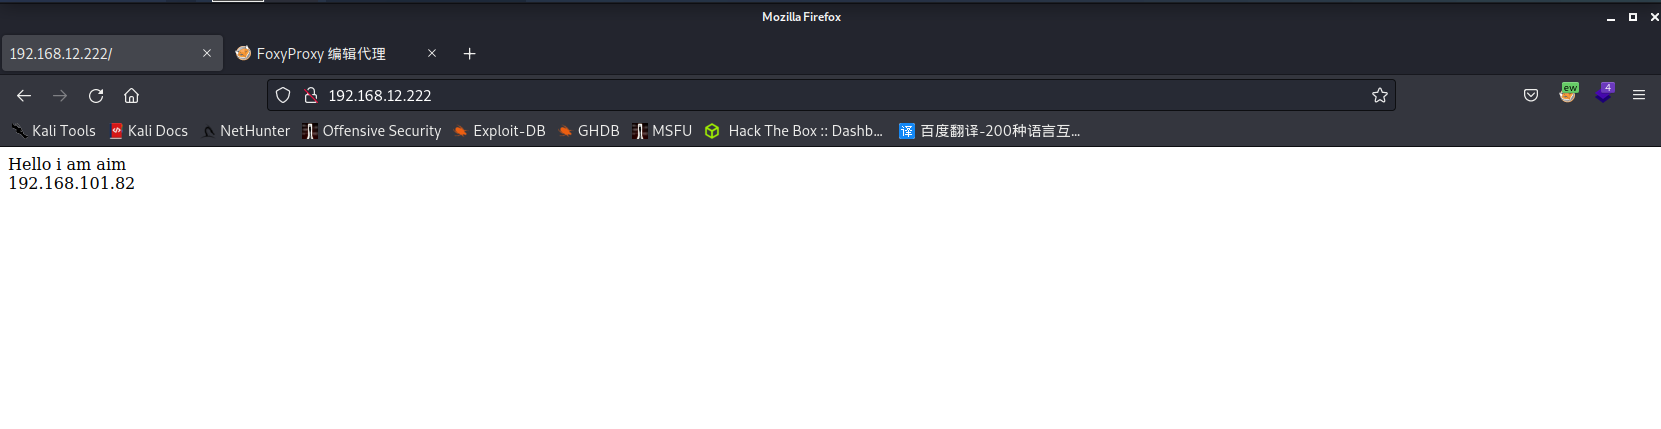 Mozilla Firefox
192.168.12.222/
FoxyProxy 编辑代理
192.168.12.222
ew
4
Kali Tools Kali Docs NetHunter Offensive Security Exploit-DB GHDB MSFU Hack The Box :: Dashb... 译 百度翻译-200种语言互...
Hello i am aim
192.168.101.82